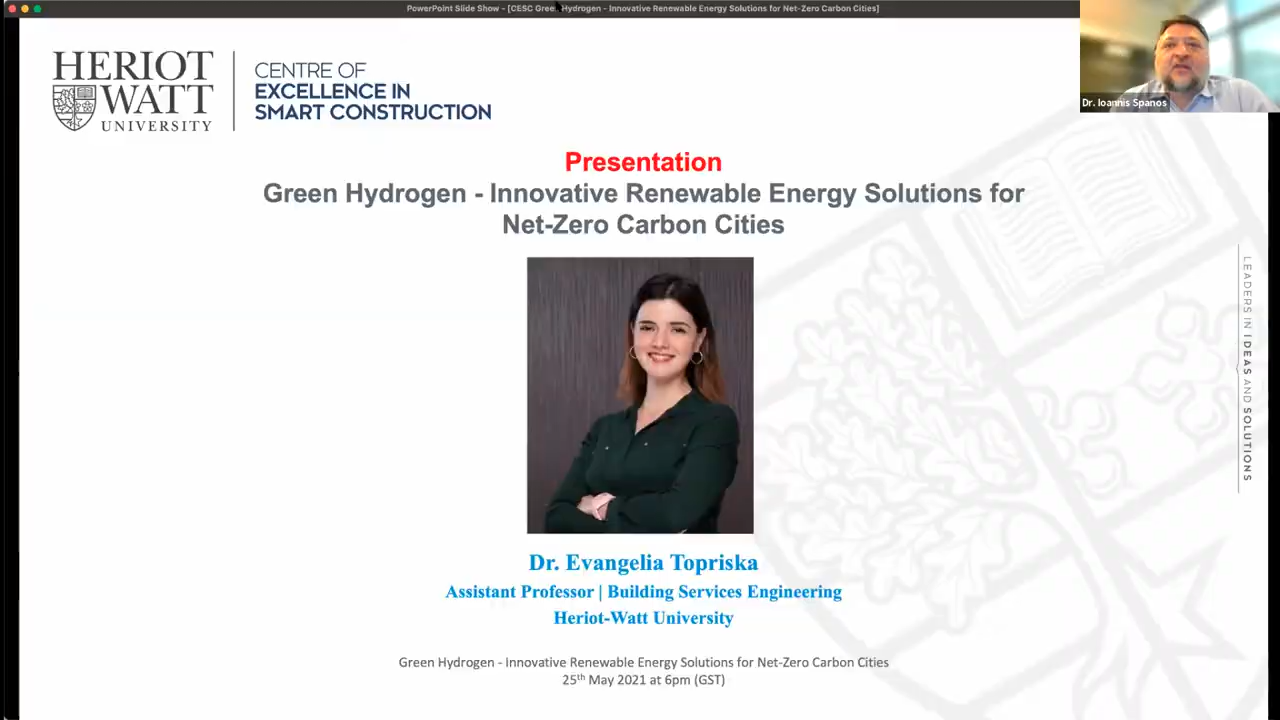 PowerPoint Slide Show - [CESC Green Hydrogen - Innovative Renewable Energy Solutions for Net-Zero Carbon Cities]
HERIOT
WATT
UNIVERSITY
CENTRE OF
EXCELLENCE IN
SMART CONSTRUCTION
Dr. Ioannis Spanos
Presentation
Green Hydrogen - Innovative Renewable Energy Solutions for
Net-Zero Carbon Cities
LEADERS IN IDEAS AND SOLUTIONS
Dr. Evangelia Topriska
Assistant Professor | Building Services Engineering
Heriot-Watt University
Green Hydrogen - Innovative Renewable Energy Solutions for Net-Zero Carbon Cities
25th May 2021 at 6pm (GST)